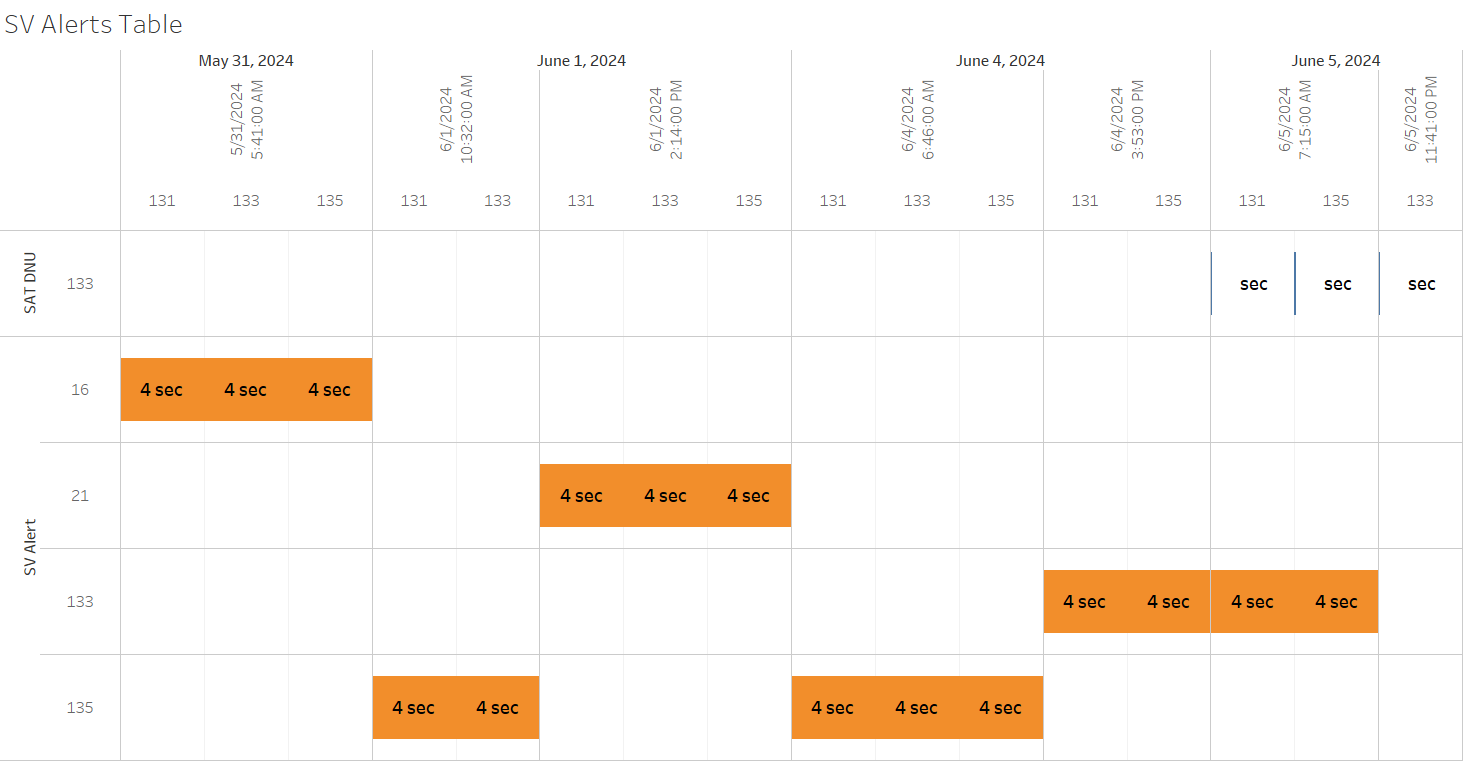 SV Alerts Table
May 31, 2024 June 1, 2024 June 4, 2024 June 5, 2024
5/31/2024 5:41:00 AM 6/1/2024 10:32:00 AM 6/1/2024 2:14:00 PM 6/4/2024 6:46:00 AM 6/4/2024 3:53:00 PM 6/5/2024 7:15:00 AM 6/5/2024 11:41:00 PM
131 133 135 131 133 131 133 135 131 133 135 131 135 131 135 133
SAT DNU
133 sec sec sec
SV Alert
16 4 sec 4 sec 4 sec
21 4 sec 4 sec 4 sec
133 4 sec 4 sec 4 sec 4 sec
135 4 sec 4 sec 4 sec 4 sec 4 sec